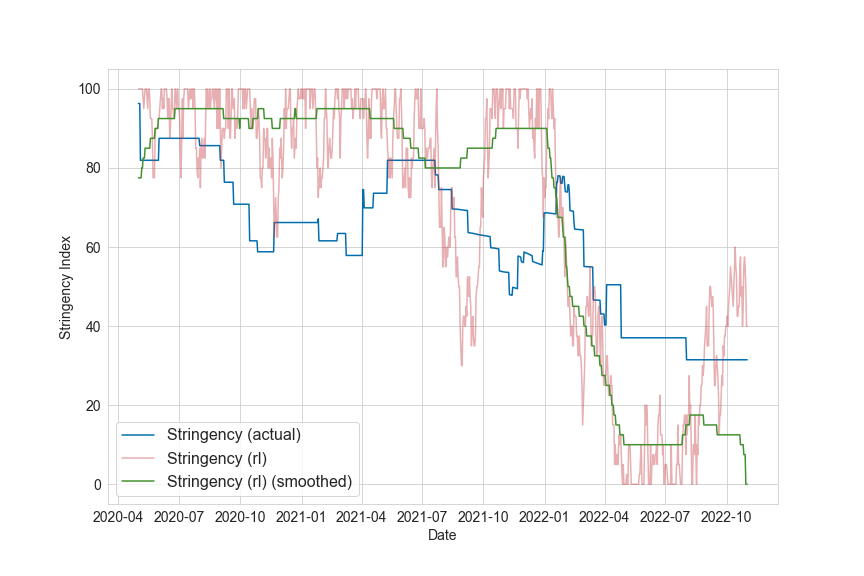 100
80
60
40
20
0
Stringency Index
Stringency (actual)
Stringency (rl)
Stringency (rl) (smoothed)
2020-04 2020-07 2020-10 2021-01 2021-04 2021-07 2021-10 2022-01 2022-04 2022-07 2022-10
Date